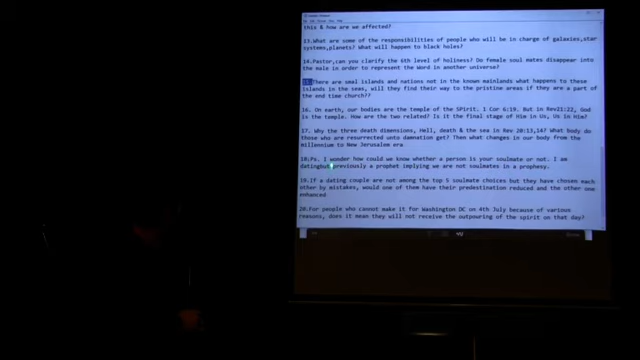 this & how are we affected?
13.What are some of the responsibilities of people who will be in charge of galaxies,star
systems,planets? What will happen to black holes?
14.Pastor,can you clarify the 6th level of holiness? Do female soul mates disappear into
the male in order to represent the Word in another universe?
15.There are smal islands and nations not in the known mainlands what happens to these
islands in the seas, will they find their way to the pristine areas if they are a part of
the end time church??
16. On earth, our bodies are the temple of the SPirit. 1 Cor 6:19. But in Rev21:22, God
is the temple. How are the two related? Is it the final stage of Him in Us, Us in Him?
17. Why the three death dimensions, Hell, death & the sea in Rev 20:13,14? What body do
those who are resurrected unto damnation get? Then what changes in our body from the
Millennium to New Jerusalem era
18.Ps. I wonder how could we know whether a person is your soulmate or not. I am
datingbut previously a prophet implying we are not soulmates in a prophesy.
19.If a dating couple are not among the top 5 soulmate choices but they have chosen each
other by mistakes, would one of them have their predestination reduced and the other one
enhanced
20.For people who cannot make it for Washington DC on 4th July because of various
reasons, does it mean they will not receive the outpouring of the spirit on that day?